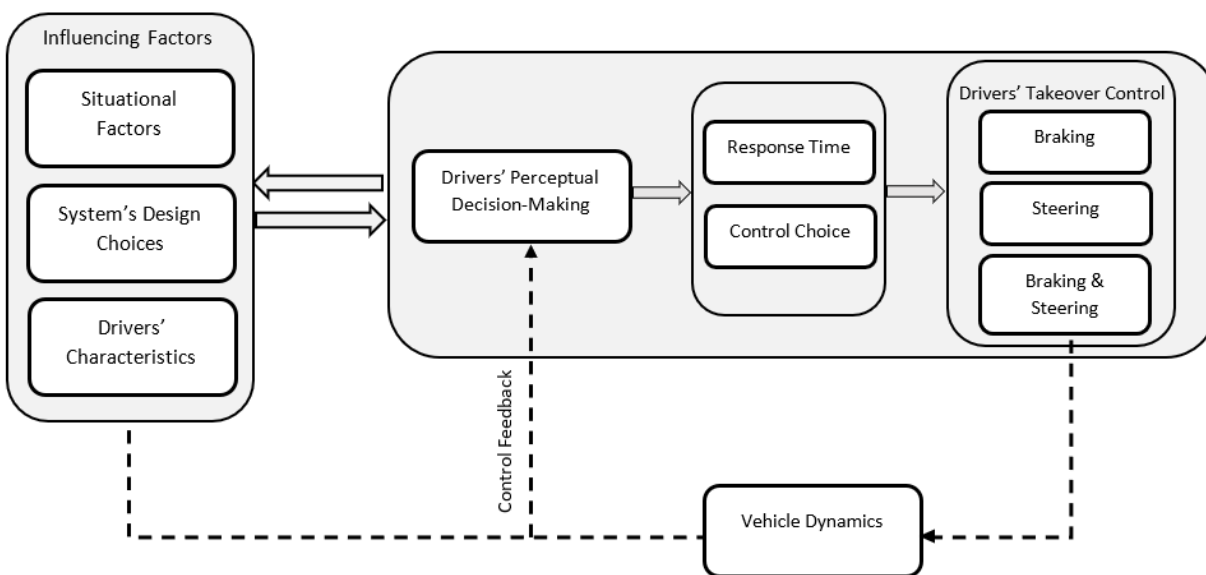 Influencing Factors
Situational
Factors
System's Design
Choices
Drivers'
Characteristics
Drivers' Perceptual
Decision-Making
Response Time
Control Choice
Drivers' Takeover Control
Braking
Steering
Braking &
Steering
Control Feedback
Vehicle Dynamics